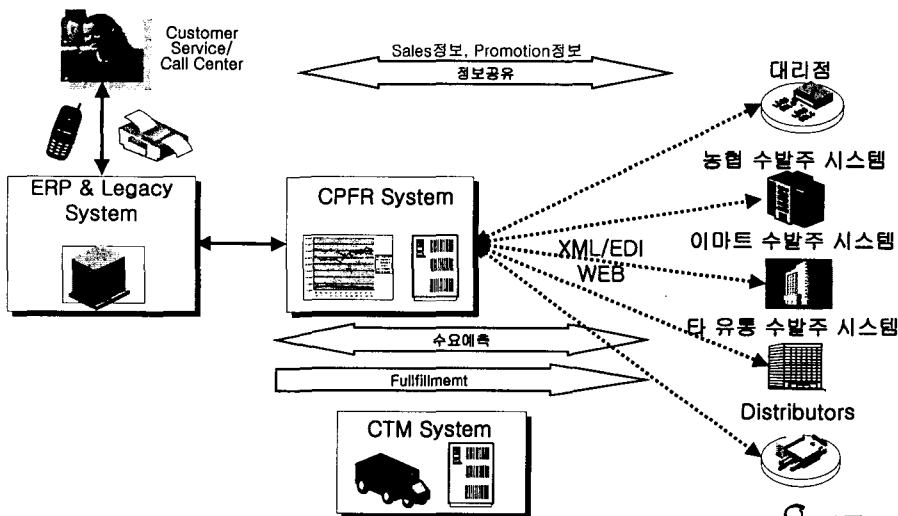 Customer
Service/
Call Center
Sales정보, Promotion정보
정보공유
대리점
농협 수발주 시스템
ERP & Legacy
System
CPFR System
이마트 수발주 시스템
XML/EDI
WEB
타 유통 수발주 시스템
수요예측
Fullfillmemt
Distributors
CTM System